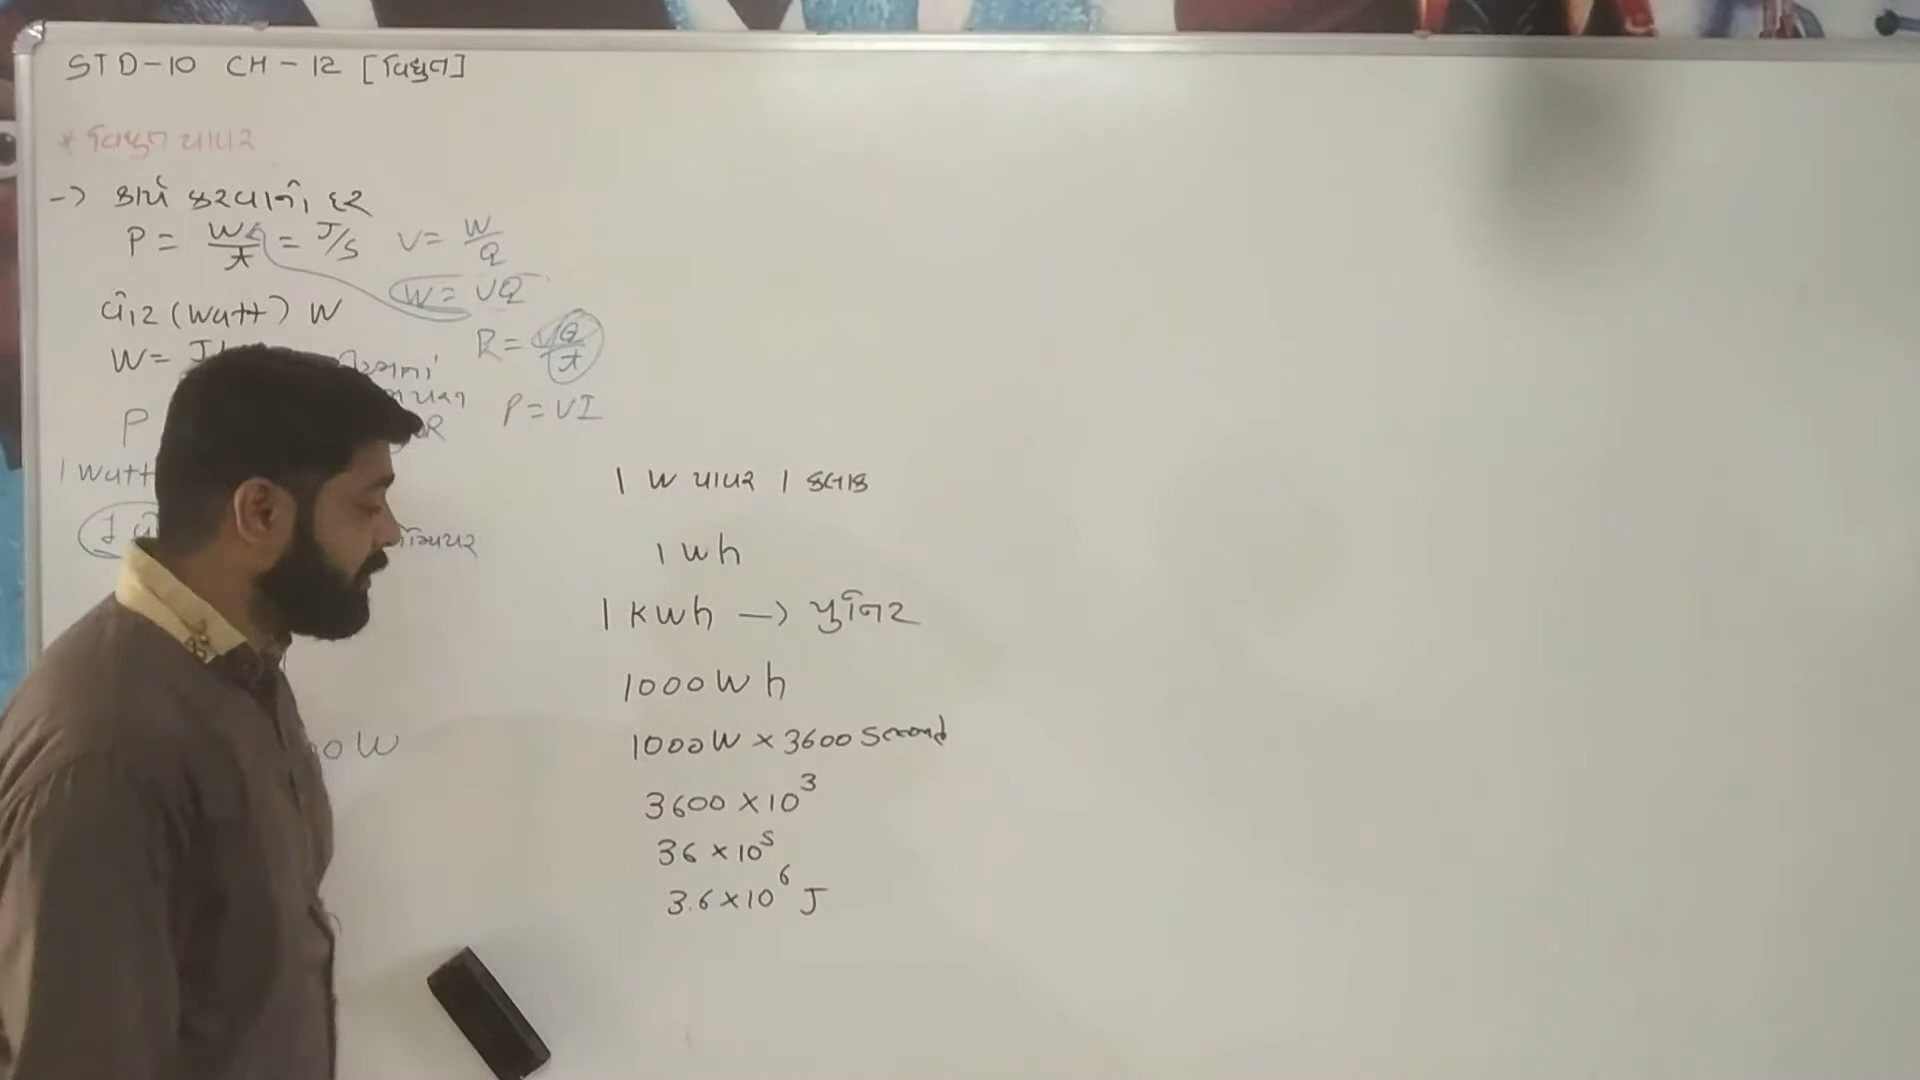 STD-10 CH-12 [વિધુત]
* વિધુત પાવર
-> કાર્ય કરવાનો દર
P = W/t = J/s V = W/Q
W = VQ
વોટ (Watt) W
R = VQ/t
W = J
P R P = VI
1 watt
1 W પાવર 1 કલાક
1 Wh
1 KWh -> યુનિટ
1000 W h
0 W 1000 W × 3600 Second
3600 × 10³
36 × 10⁵
3.6 × 10⁶ J